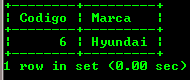 +--------+---------+
| Codigo | Marca   |
+--------+---------+
|      6 | Hyundai |
+--------+---------+
1 row in set (0.00 sec)